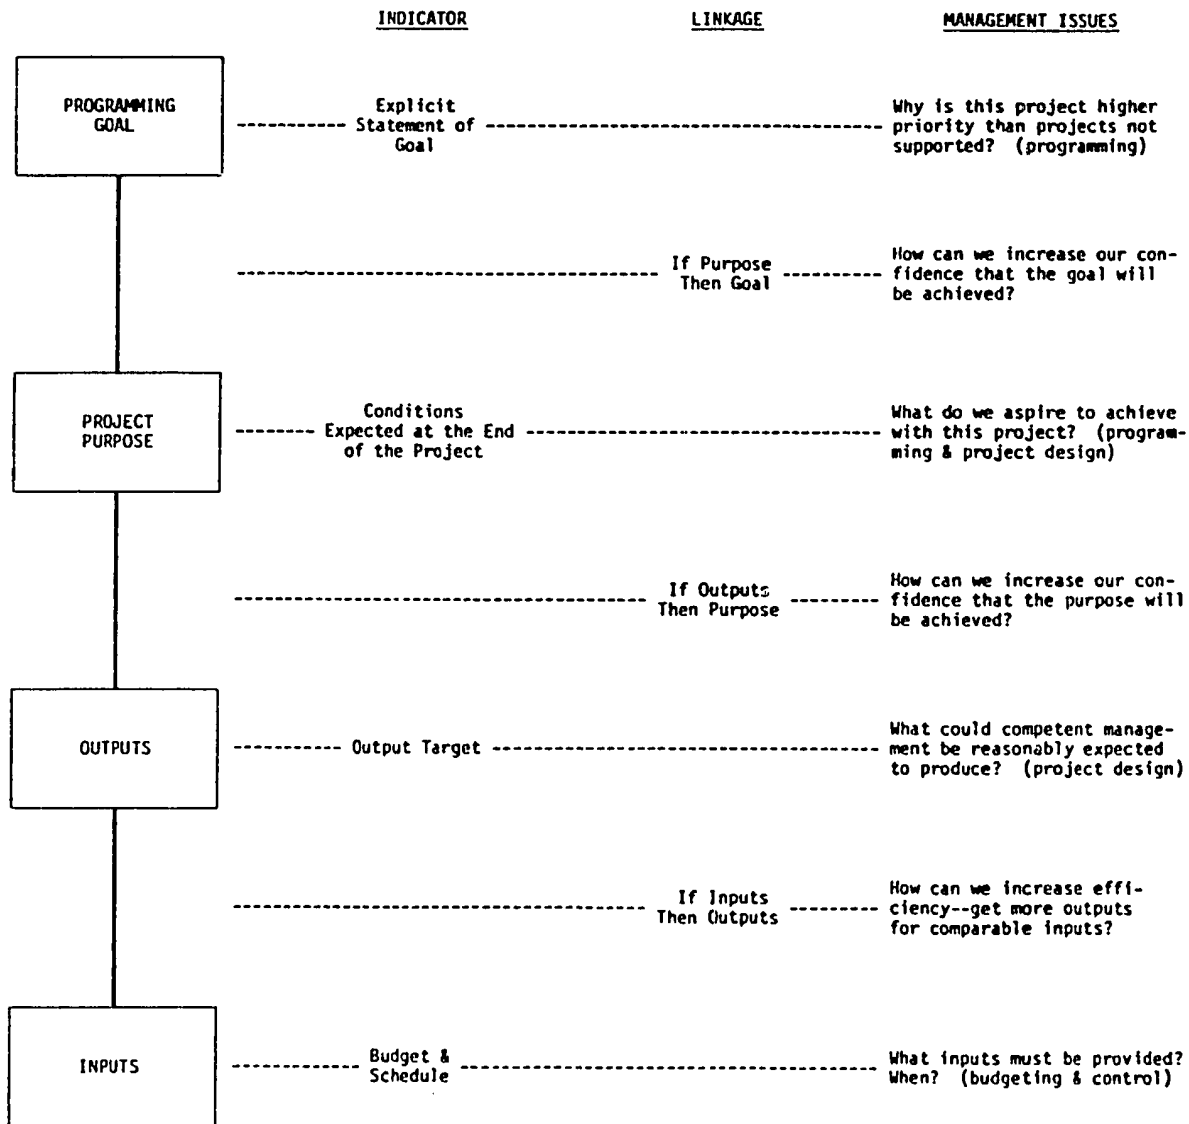 INDICATOR LINKAGE MANAGEMENT ISSUES
PROGRAMMING
GOAL
Explicit
Statement of
Goal
Why is this project higher
priority than projects not
supported? (programming)
If Purpose
Then Goal
How can we increase our con-
fidence that the goal will
be achieved?
PROJECT
PURPOSE
Conditions
Expected at the End
of the Project
What do we aspire to achieve
with this project? (program-
ming & project design)
If Outputs
Then Purpose
How can we increase our con-
fidence that the purpose will
be achieved?
OUTPUTS
Output Target
What could competent manage-
ment be reasonably expected
to produce? (project design)
If Inputs
Then Outputs
How can we increase effi-
ciency--get more outputs
for comparable inputs?
INPUTS
Budget &
Schedule
What inputs must be provided?
When? (budgeting & control)